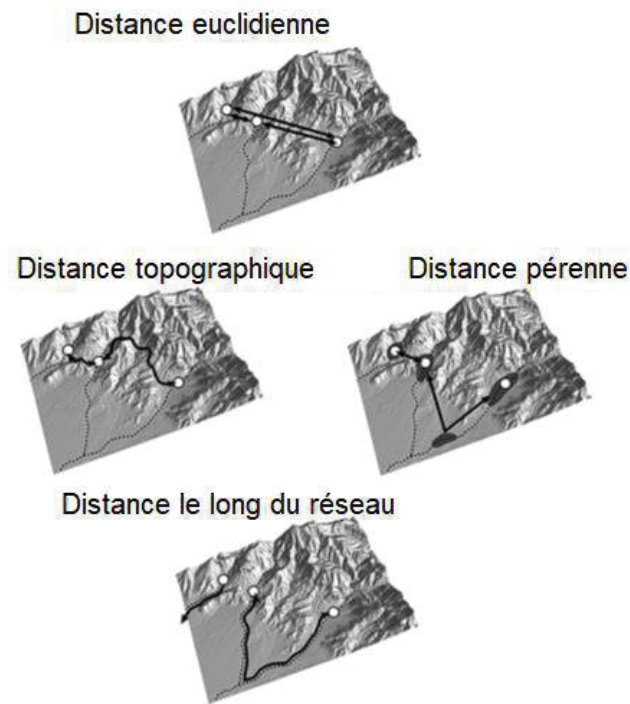 Distance euclidienne
Distance topographique
Distance pérenne
Distance le long du réseau